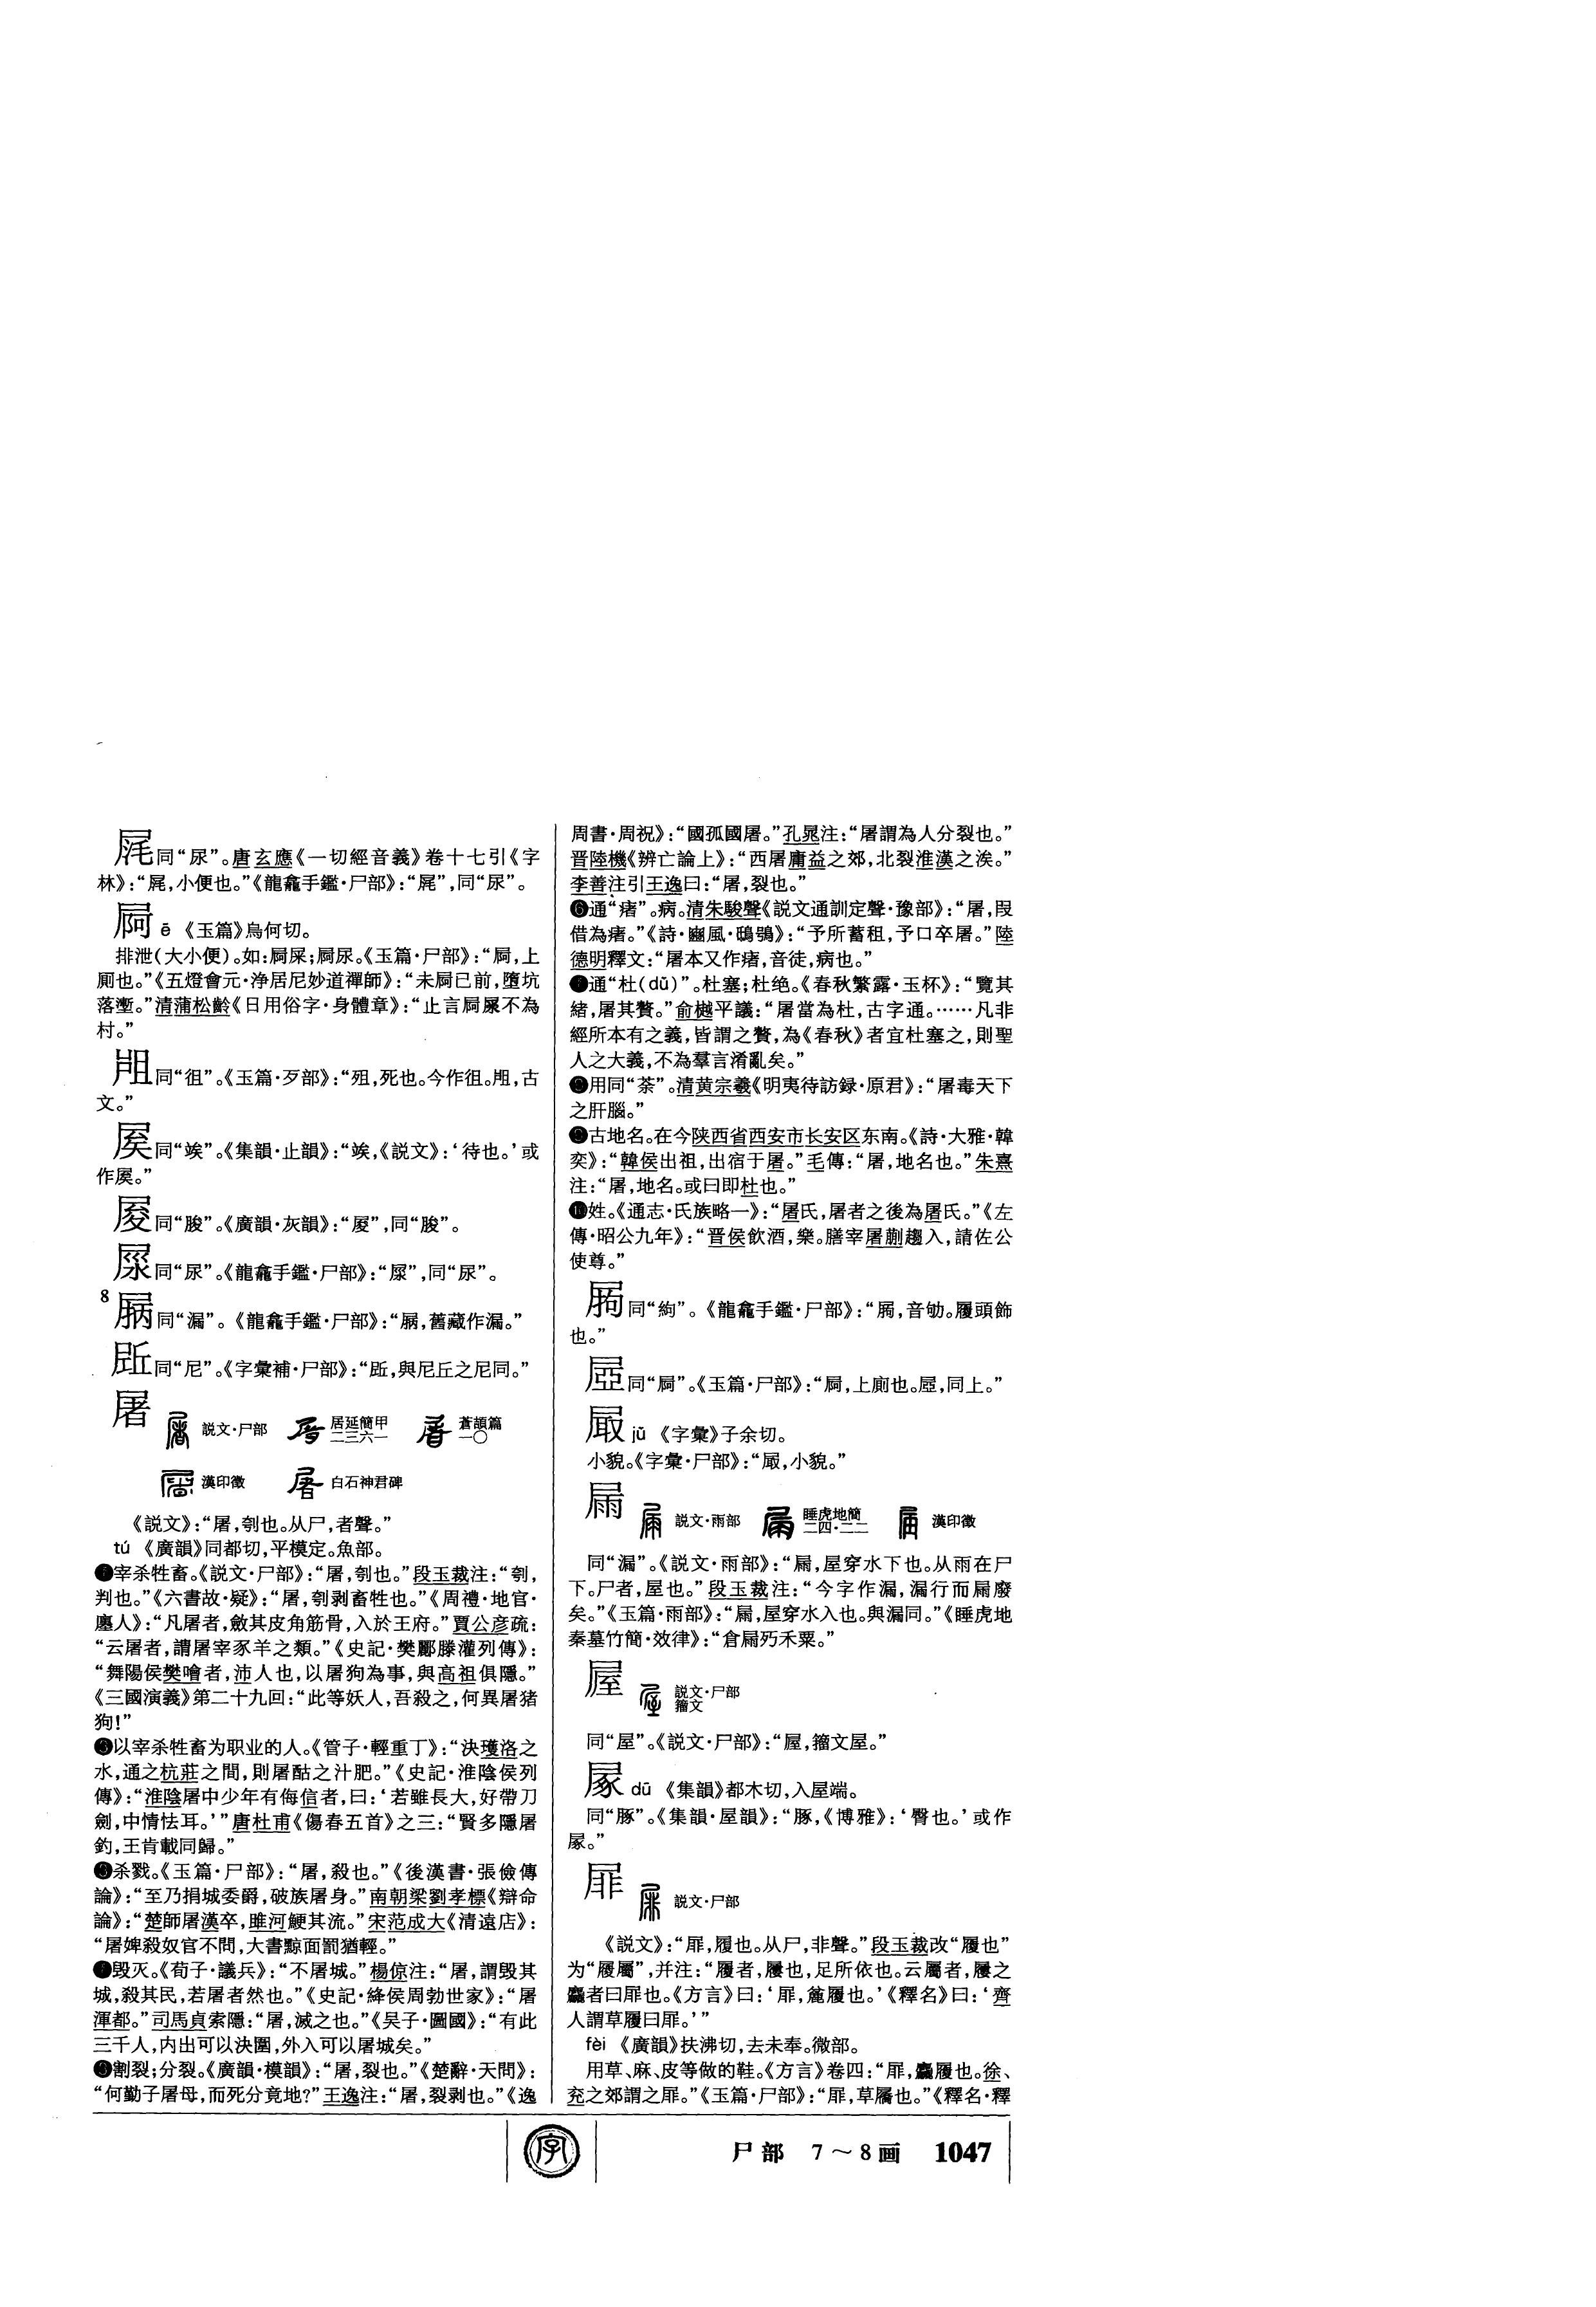 同“尿”。唐玄應《一切經音義》卷十七引《字
林》：“𡲔，小便也。”《龍龕手鑑·尸部》：“𡲔”，同“尿”。
屙 ē 《玉篇》烏何切。
排泄(大小便)。如:屙屎;屙尿。《玉篇·尸部》：“屙，上
厠也。”《五燈會元·浄居尼妙道禪師》：“未屙已前，墮坑
落壍。”清蒲松齡《日用俗字·身體章》：“止言屙屎不為
村。”
同“徂”。《玉篇·歹部》：“殂，死也。今作徂。，古
文。”
同“竢”。《集韻·止韻》：“竢，《説文》：‘待也。’或
作。”
同“朘”。《廣韻·灰韻》：“”，同“朘”。
同“尿”。《龍龕手鑑·尸部》：“”，同“尿”。
8
同“漏”。《龍龕手鑑·尸部》：“，舊藏作漏。”
同“尼”。《字彙補·尸部》：“，與尼丘之尼同。”
屠 説文·尸部 居延簡甲二三六一 蒼頡篇一〇
漢印徵 白石神君碑
《説文》：“屠，刳也。从尸，者聲。”
tú 《廣韻》同都切，平模定。魚部。
❶宰杀牲畜。《説文·尸部》：“屠，刳也。”段玉裁注：“刳，
判也。”《六書故·疑》：“屠，刳剥畜牲也。”《周禮·地官·
廛人》：“凡屠者，斂其皮角筋骨，入於王府。”賈公彦疏：
“云屠者，謂屠宰豕羊之類。”《史記·樊酈滕灌列傳》：
“舞陽侯樊噲者，沛人也，以屠狗為事，與高祖俱隱。”
《三國演義》第二十九回：“此等妖人，吾殺之，何異屠猪
狗!”
❷以宰杀牲畜为职业的人。《管子·輕重丁》：“決瓁洛之
水，通之杭莊之間，則屠酤之汁肥。”《史記·淮陰侯列
傳》：“淮陰屠中少年有侮信者，曰：‘若雖長大，好帶刀
劍，中情怯耳。’”唐杜甫《傷春五首》之三：“賢多隱屠
釣，王肯載同歸。”
❸杀戮。《玉篇·尸部》：“屠，殺也。”《後漢書·張儉傳
論》：“至乃捐城委爵，破族屠身。”南朝梁劉孝標《辯命
論》：“楚師屠漢卒，睢河鯁其流。”宋范成大《清遠店》：
“屠婢殺奴官不問，大書黥面罰猶輕。”
❹毁灭。《荀子·議兵》：“不屠城。”楊倞注：“屠，謂毁其
城，殺其民，若屠者然也。”《史記·絳侯周勃世家》：“屠
渾都。”司馬貞索隱：“屠，滅之也。”《吴子·圖國》：“有此
三千人，内出可以決圍，外入可以屠城矣。”
❺割裂;分裂。《廣韻·模韻》：“屠，裂也。”《楚辭·天問》：
“何勤子屠母，而死分竟地?”王逸注：“屠，裂剥也。”《逸
周書·周祝》：“國孤國屠。”孔晁注：“屠謂為人分裂也。”
晋陸機《辨亡論上》：“西屠庸益之郊，北裂淮漢之涘。”
李善注引王逸曰：“屠，裂也。”
❻通“瘏”。病。清朱駿聲《説文通訓定聲·豫部》：“屠，叚
借為瘏。”《詩·豳風·鴟鴞》：“予所蓄租，予口卒屠。”陸
德明釋文：“屠本又作瘏，音徒，病也。”
❼通“杜(dù)”。杜塞;杜绝。《春秋繁露·玉杯》：“覽其
緒，屠其贅。”俞樾平議：“屠當為杜，古字通。……凡非
經所本有之義，皆謂之贅，為《春秋》者宜杜塞之，則聖
人之大義，不為羣言淆亂矣。”
❽用同“荼”。清黄宗羲《明夷待訪録·原君》：“屠毒天下
之肝腦。”
❾古地名。在今陕西省西安市长安区东南。《詩·大雅·韓
奕》：“韓侯出祖，出宿于屠。”毛傳：“屠，地名也。”朱熹
注：“屠，地名。或曰即杜也。”
❿姓。《通志·氏族略一》：“屠氏，屠者之後為屠氏。”《左
傳·昭公九年》：“晋侯飲酒，樂。膳宰屠蒯趨入，請佐公
使尊。”
同“絇”。《龍龕手鑑·尸部》：“，音劬。履頭飾
也。”
同“屙”。《玉篇·尸部》：“屙，上廁也。，同上。”
jū 《字彙》子余切。
小貌。《字彙·尸部》：“，小貌。”
屚 説文·雨部 睡虎地簡二四·二二 漢印徵
同“漏”。《説文·雨部》：“屚，屋穿水下也。从雨在尸
下。尸者，屋也。”段玉裁注：“今字作漏，漏行而屚廢
矣。”《玉篇·雨部》：“屚，屋穿水入也。與漏同。”《睡虎地
秦墓竹簡·效律》：“倉屚㱙禾粟。”
説文·尸部籀文
同“屋”。《説文·尸部》：“，籀文屋。”
dū 《集韻》都木切，入屋端。
同“豚”。《集韻·屋韻》：“豚，《博雅》：‘臀也。’或作
。”
屝 説文·尸部
《説文》：“屝，履也。从尸，非聲。”段玉裁改“履也”
为“履屬”，并注：“履者，屨也，足所依也。云屬者，屨之
麤者曰屝也。《方言》曰：‘屝，麄履也。’《釋名》曰：‘齊
人謂草履曰屝。’”
fèi 《廣韻》扶沸切，去未奉。微部。
用草、麻、皮等做的鞋。《方言》卷四：“屝，麤履也。徐、
兗之郊謂之屝。”《玉篇·尸部》：“屝，草屩也。”《釋名·釋
字
尸部 7～8画 1047